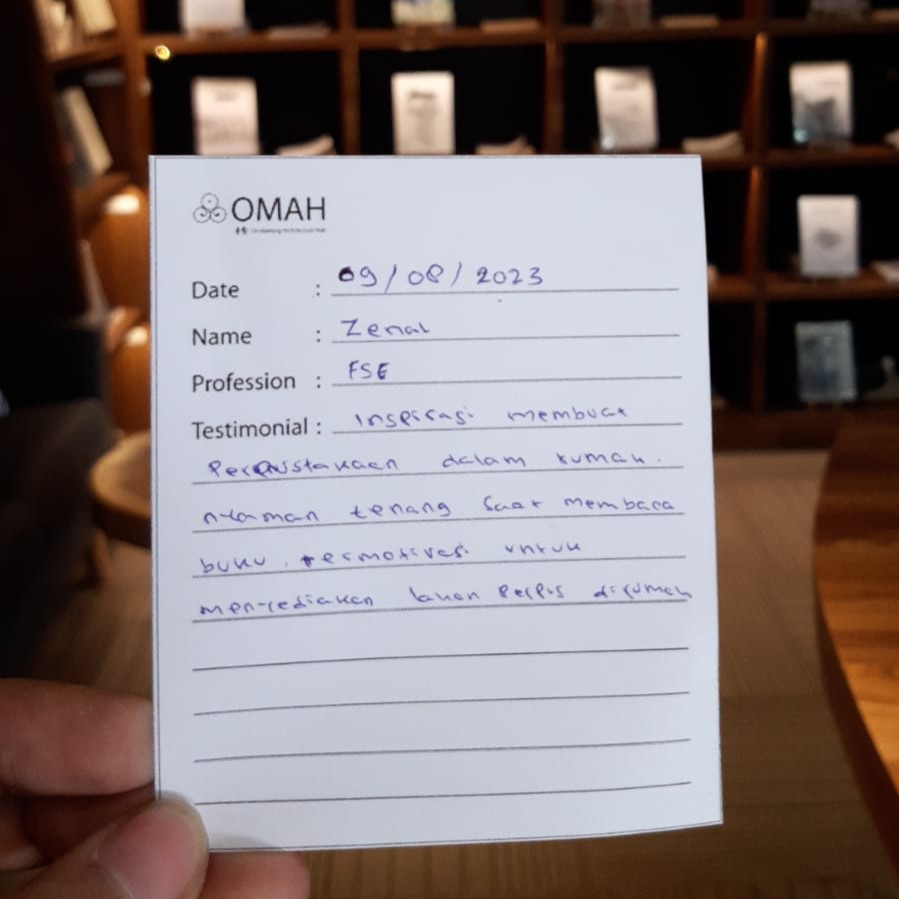 OMAH
Date : 09/08/2023
Name : Zenal
Profession : FSE
Testimonial : Inspirasi membuat
Perpustakaan dalam rumah.
nyaman tenang saat membaca
buku, termotivasi untuk
menyediakan lahan Perpus dirumah